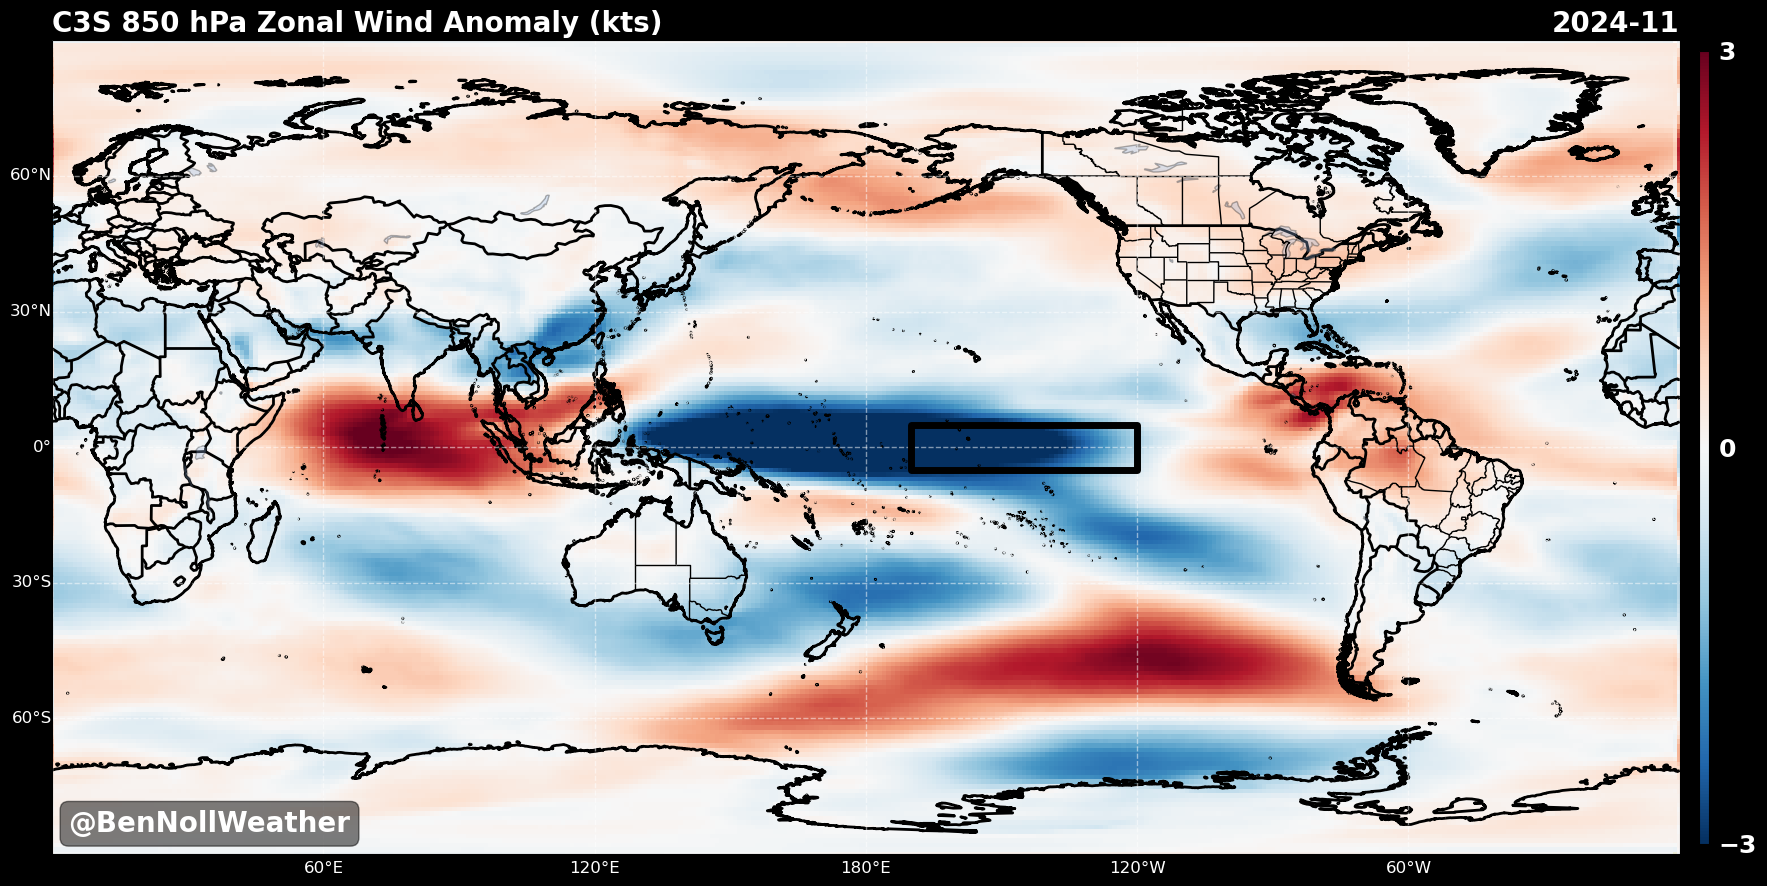 C3S 850 hPa Zonal Wind Anomaly (kts)
2024-11
3
60°N
30°N
0°
0
30°S
60°S
@BenNollWeather
−3
60°E
120°E
180°E
120°W
60°W